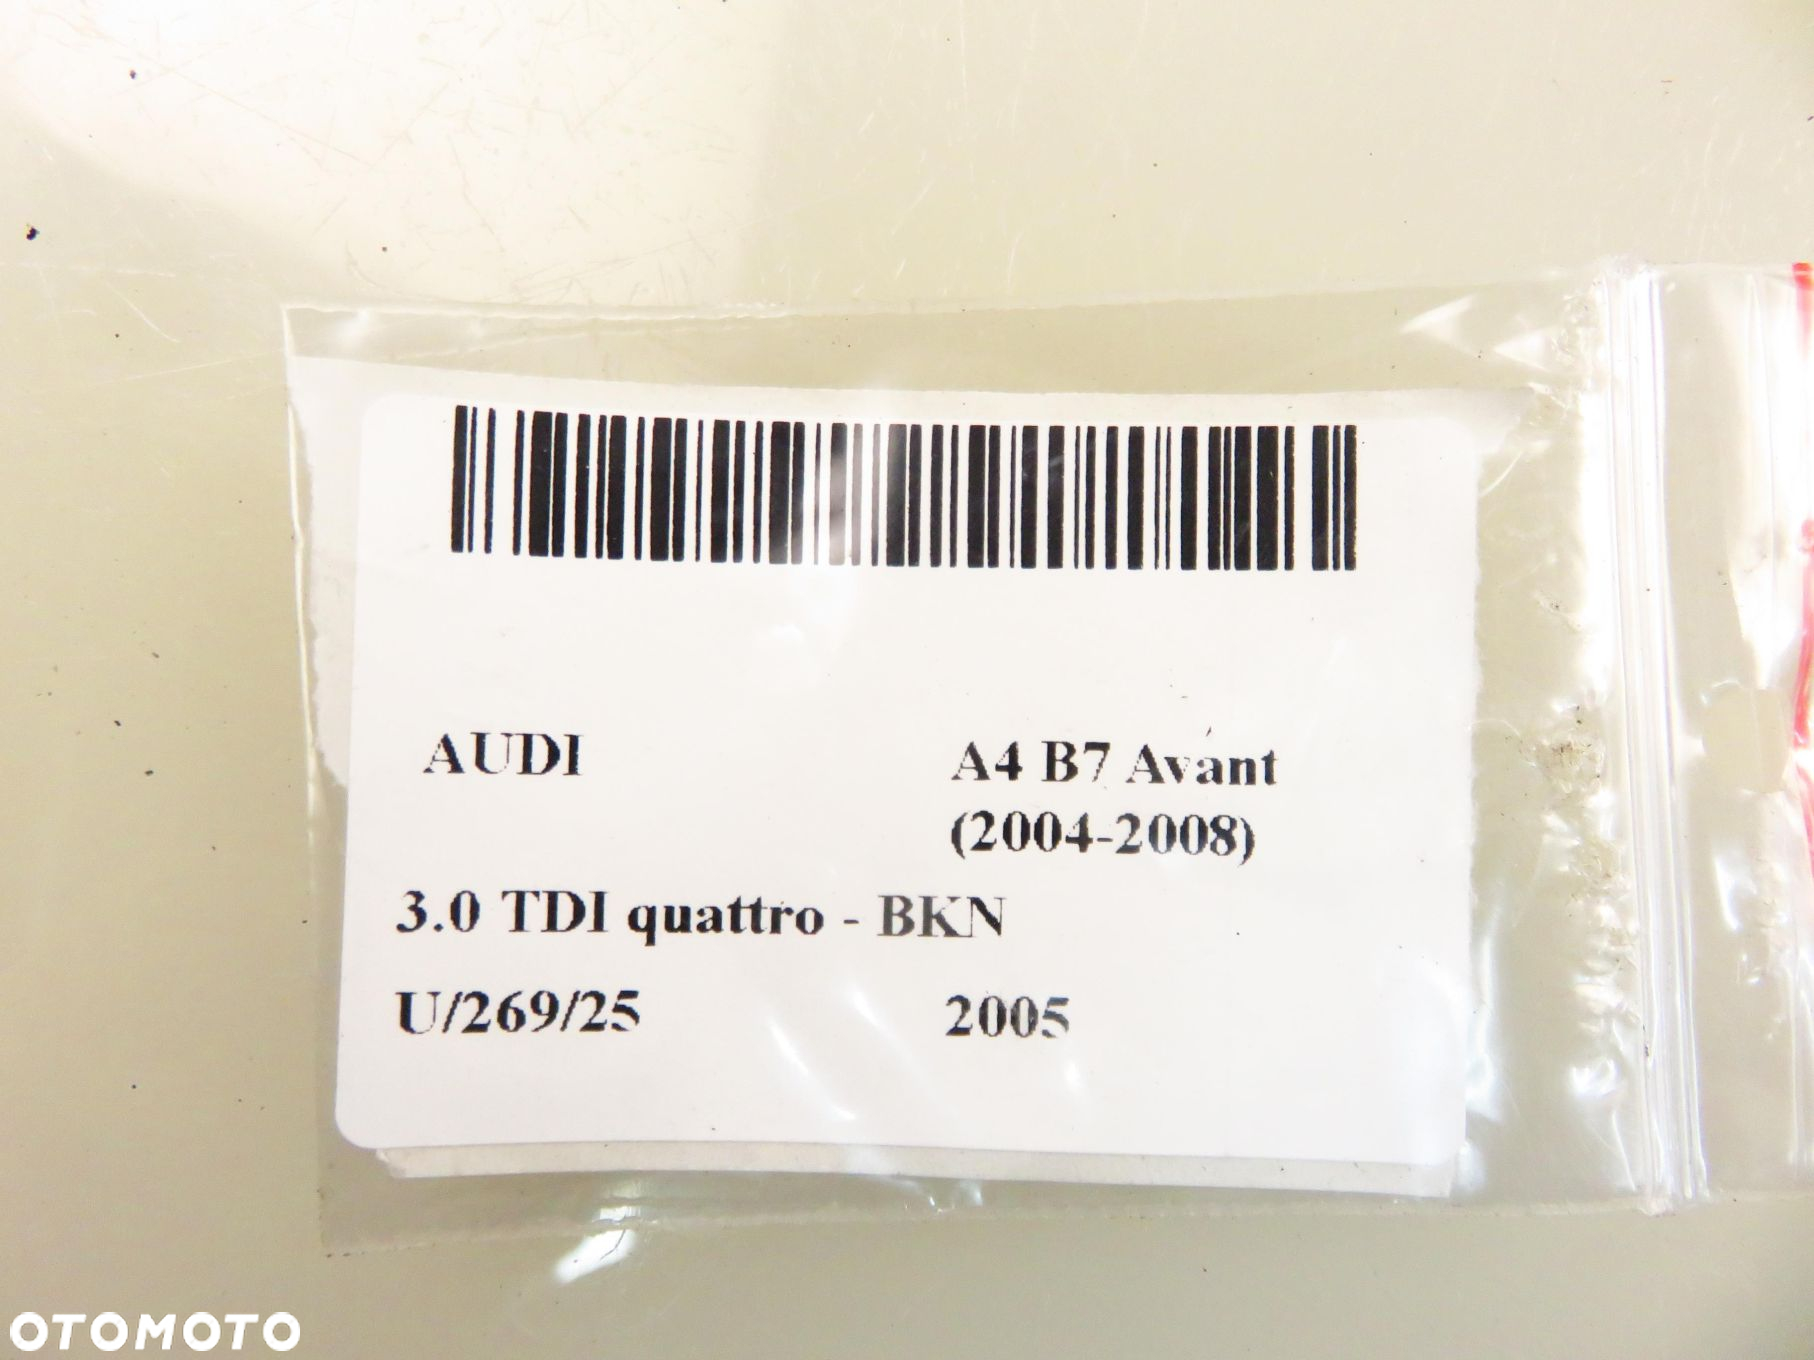 AUDI A4 B7 Avant
(2004-2008)
3.0 TDI quattro - BKN
U/269/25 2005
OTOMOTO